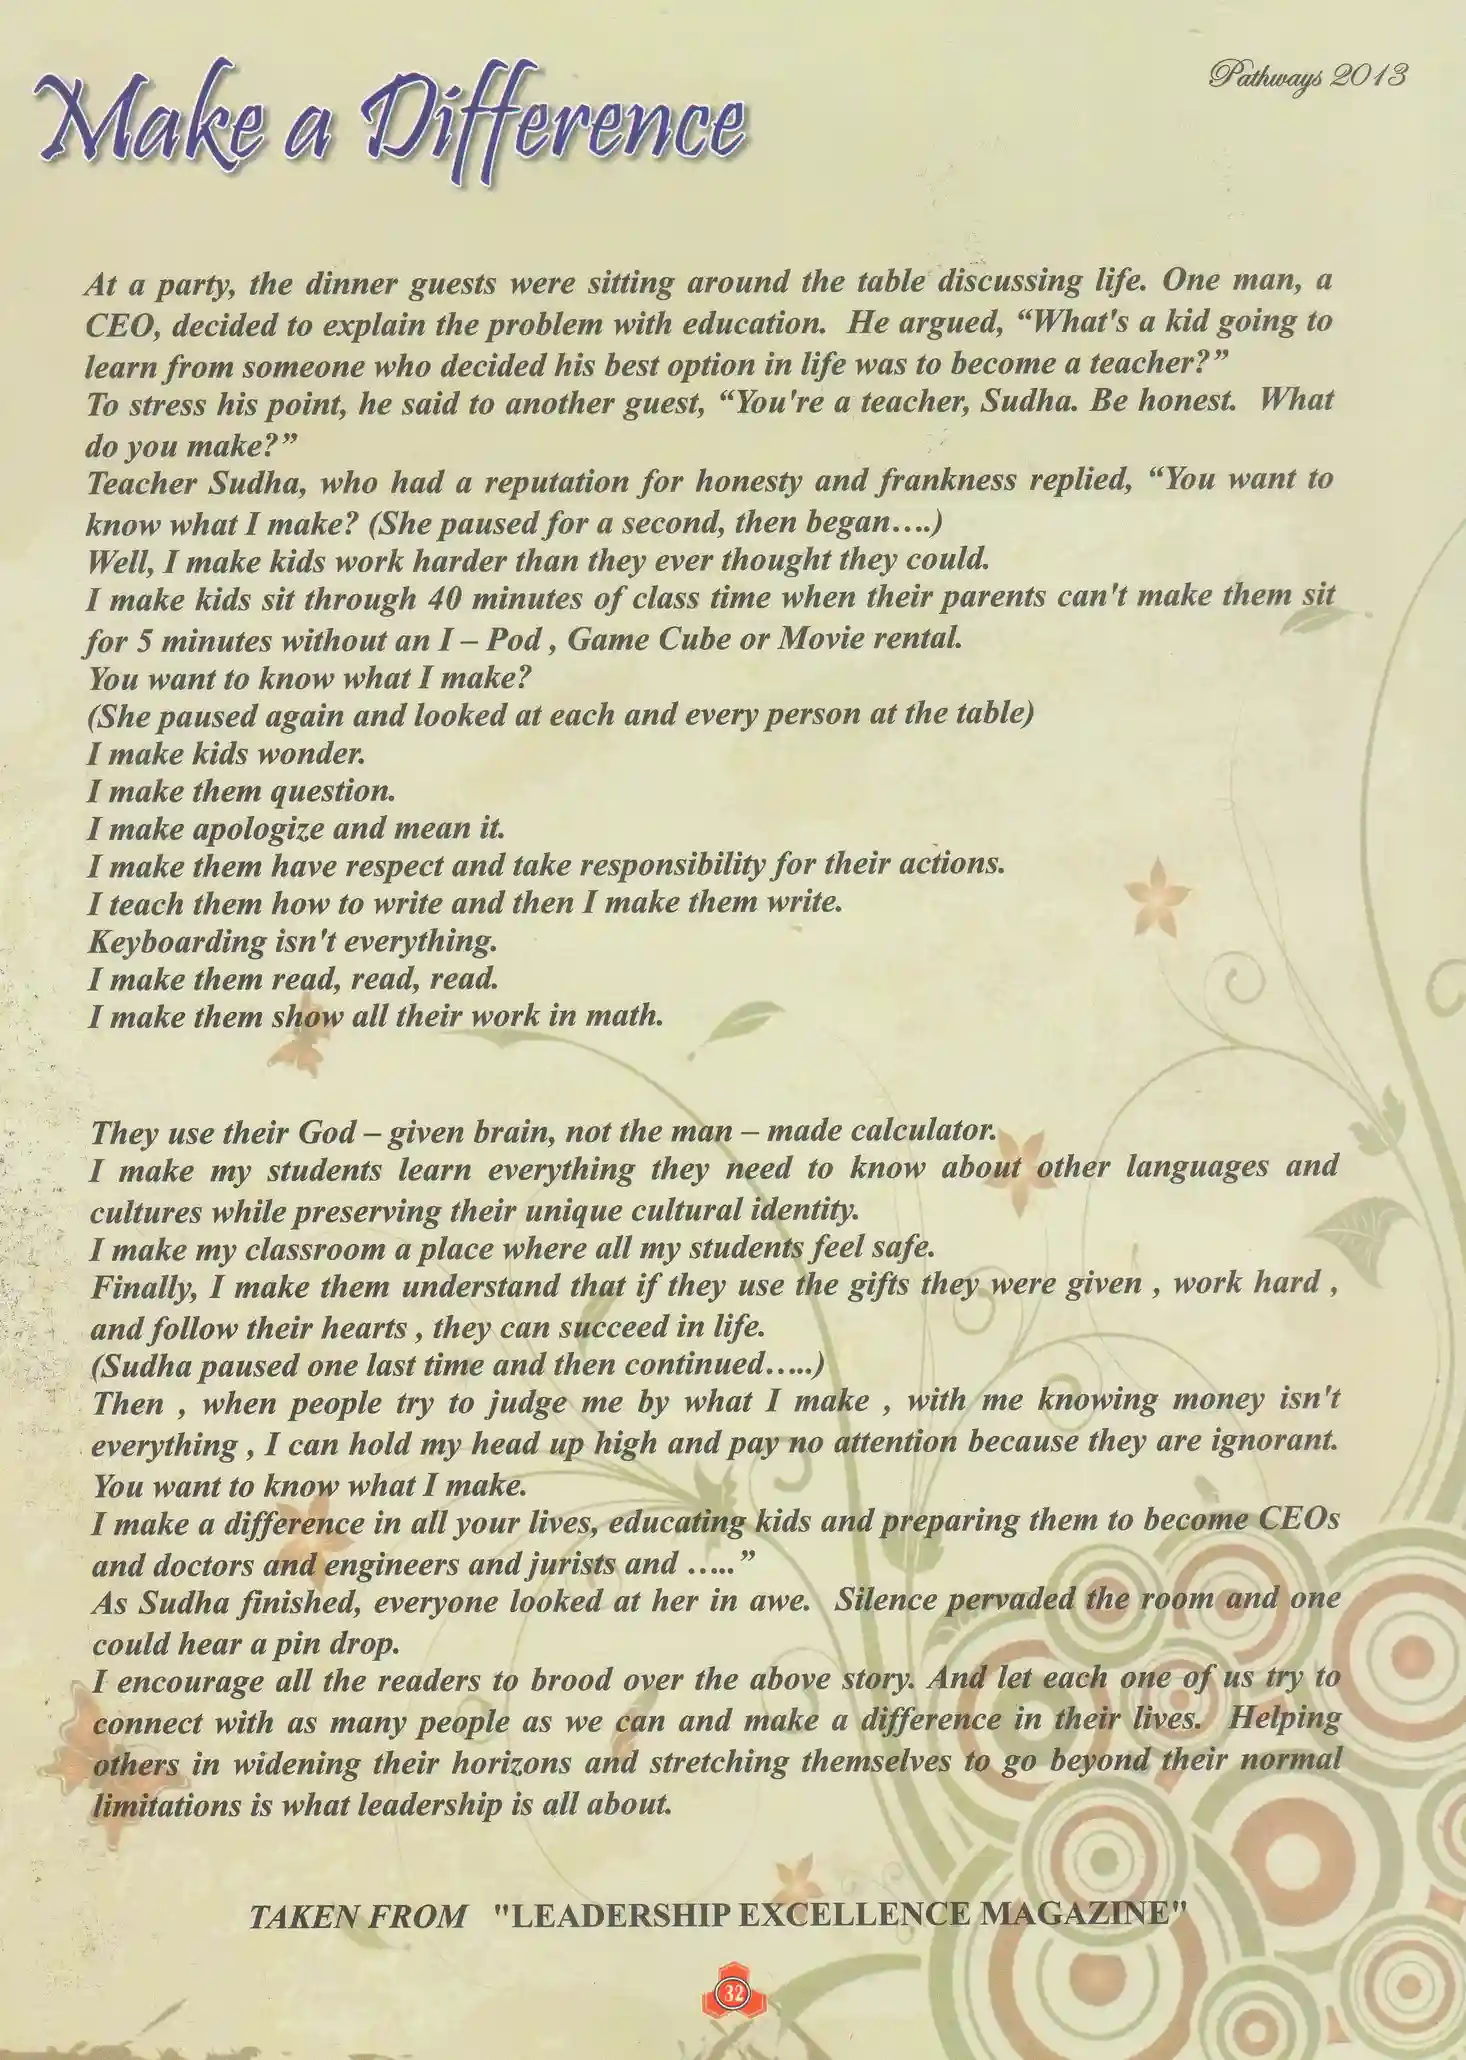 Pathways 2013
Make a Difference
At a party, the dinner guests were sitting around the table discussing life. One man, a
CEO, decided to explain the problem with education. He argued, “What's a kid going to
learn from someone who decided his best option in life was to become a teacher?”
To stress his point, he said to another guest, “You're a teacher, Sudha. Be honest. What
do you make?”
Teacher Sudha, who had a reputation for honesty and frankness replied, “You want to
know what I make? (She paused for a second, then began....)
Well, I make kids work harder than they ever thought they could.
I make kids sit through 40 minutes of class time when their parents can't make them sit
for 5 minutes without an I – Pod , Game Cube or Movie rental.
You want to know what I make?
(She paused again and looked at each and every person at the table)
I make kids wonder.
I make them question.
I make apologize and mean it.
I make them have respect and take responsibility for their actions.
I teach them how to write and then I make them write.
Keyboarding isn't everything.
I make them read, read, read.
I make them show all their work in math.
They use their God – given brain, not the man – made calculator.
I make my students learn everything they need to know about other languages and
cultures while preserving their unique cultural identity.
I make my classroom a place where all my students feel safe.
Finally, I make them understand that if they use the gifts they were given , work hard ,
and follow their hearts , they can succeed in life.
(Sudha paused one last time and then continued.....)
Then , when people try to judge me by what I make , with me knowing money isn't
everything , I can hold my head up high and pay no attention because they are ignorant.
You want to know what I make.
I make a difference in all your lives, educating kids and preparing them to become CEOs
and doctors and engineers and jurists and .....”
As Sudha finished, everyone looked at her in awe. Silence pervaded the room and one
could hear a pin drop.
I encourage all the readers to brood over the above story. And let each one of us try to
connect with as many people as we can and make a difference in their lives. Helping
others in widening their horizons and stretching themselves to go beyond their normal
limitations is what leadership is all about.
TAKEN FROM "LEADERSHIP EXCELLENCE MAGAZINE"
32